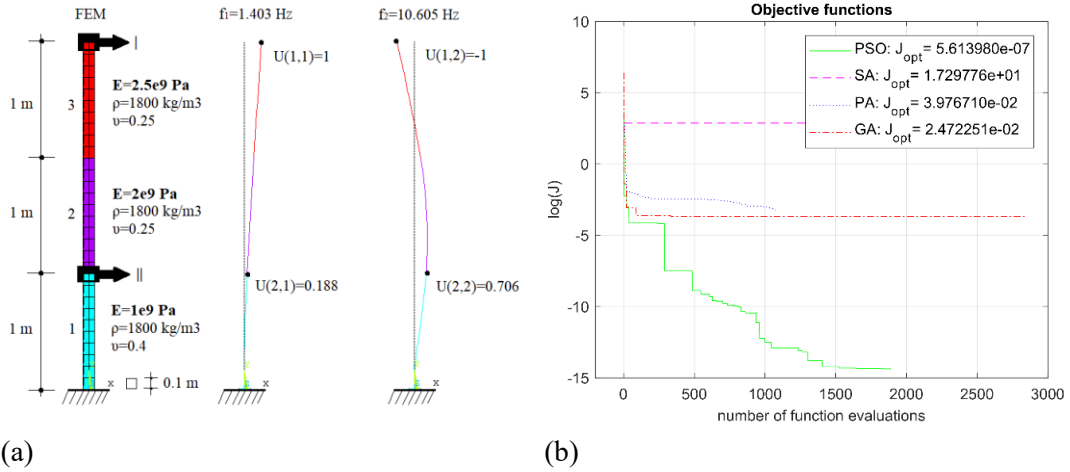 FEM
f₁=1.403 Hz
f₂=10.605 Hz
I
U(1,1)=1
U(1,2)=-1
1 m
3
E=2.5e9 Pa
ρ=1800 kg/m3
υ=0.25
1 m
2
E=2e9 Pa
ρ=1800 kg/m3
υ=0.25
II
U(2,1)=0.188
U(2,2)=0.706
1 m
1
E=1e9 Pa
ρ=1800 kg/m3
υ=0.4
0.1 m
x
x
x
(a)
Objective functions
log(J)
10
5
0
-5
-10
-15
PSO: J_opt = 5.613980e-07
SA: J_opt = 1.729776e+01
PA: J_opt = 3.976710e-02
GA: J_opt = 2.472251e-02
0 500 1000 1500 2000 2500 3000
number of function evaluations
(b)